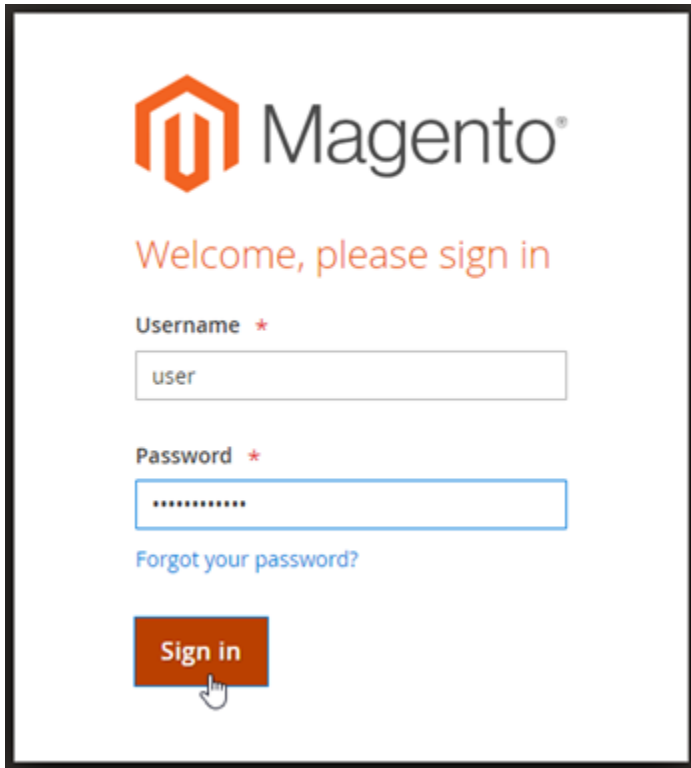 Magento®
Welcome, please sign in
Username *
user
Password *
••••••••••••
Forgot your password?
Sign in